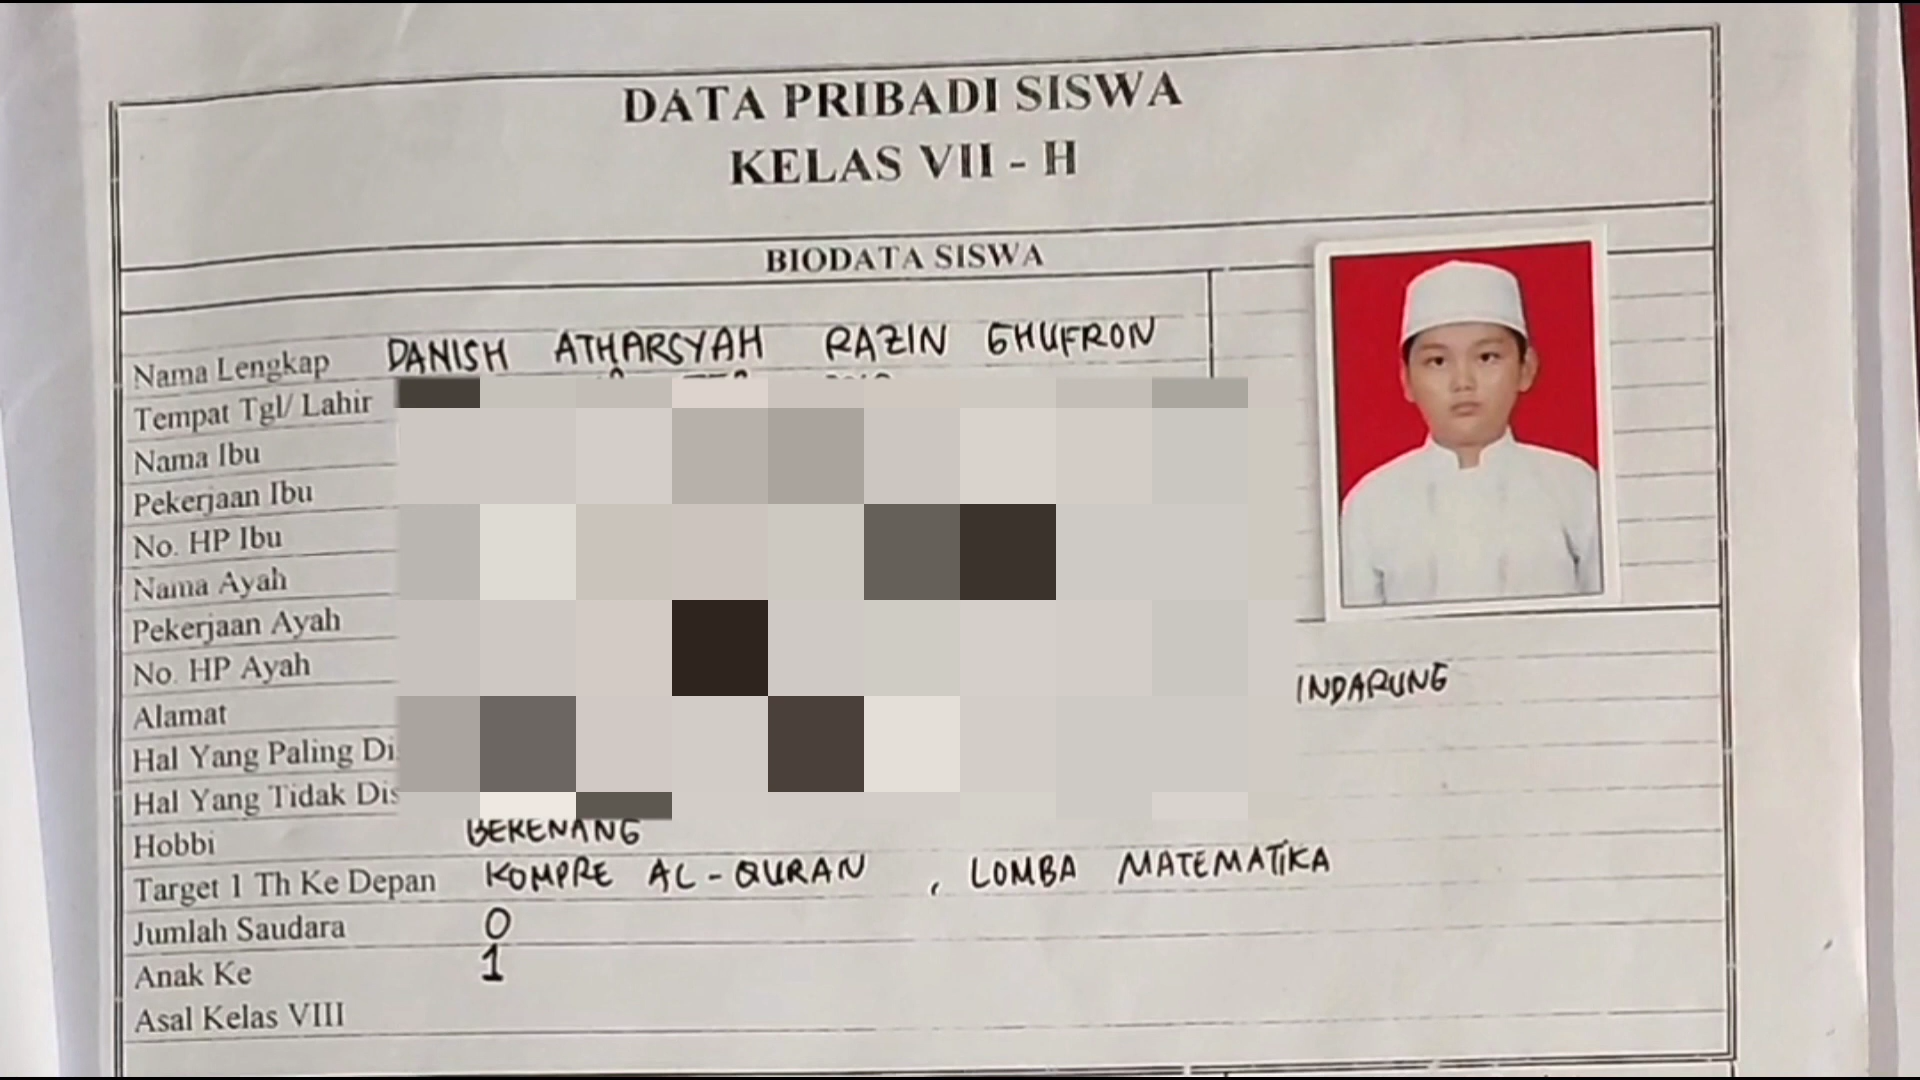 DATA PRIBADI SISWA
KELAS VII - H
BIODATA SISWA
Nama Lengkap DANISH ATHARSYAH RAZIN GHUFRON
Tempat Tgl/ Lahir
Nama Ibu
Pekerjaan Ibu
No. HP Ibu
Nama Ayah
Pekerjaan Ayah
No. HP Ayah
Alamat INDARUNG
Hal Yang Paling Di
Hal Yang Tidak Dis
Hobbi BERENANG
Target 1 Th Ke Depan KOMPRE AL-QURAN , LOMBA MATEMATIKA
Jumlah Saudara 0
Anak Ke 1
Asal Kelas VIII